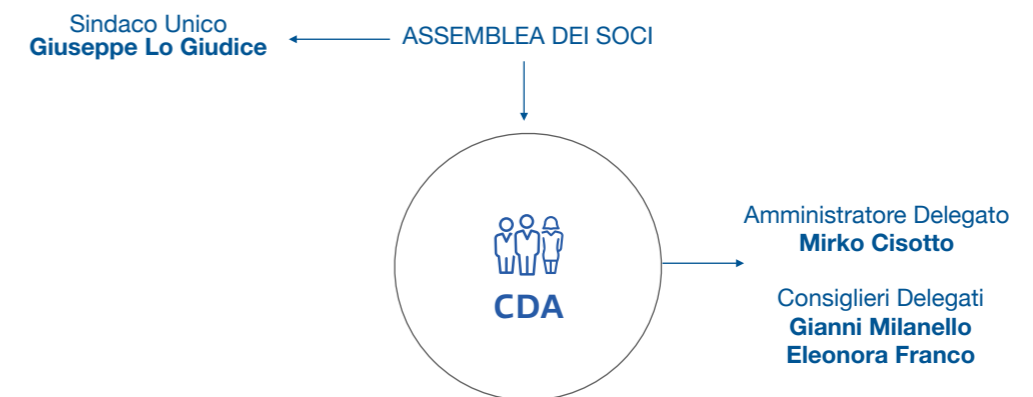 Sindaco Unico
Giuseppe Lo Giudice
ASSEMBLEA DEI SOCI
CDA
Amministratore Delegato
Mirko Cisotto
Consiglieri Delegati
Gianni Milanello
Eleonora Franco